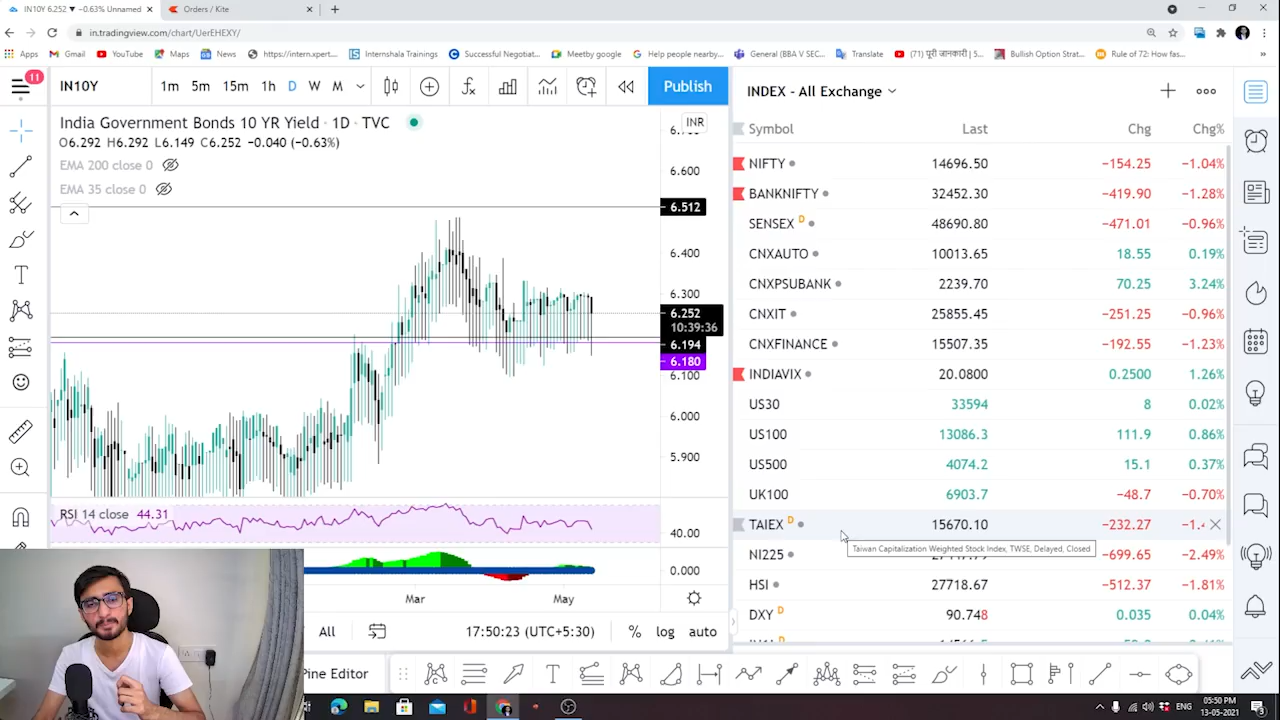 IN10Y 6.252 ▼ −0.63% Unnamed
Orders / Kite
in.tradingview.com/chart/UerEHEXY/
Apps Gmail YouTube Maps News https://intern.xpert... Internshala Trainings Successful Negotiat... Meetby google Help people nearby... General (BBA V SEC... Translate (71) पूरी जानकारी | 5... Bullish Option Strat... Rule of 72: How fas... »
11
IN10Y 1m 5m 15m 1h D W M Publish
India Government Bonds 10 YR Yield · 1D · TVC
O6.292 H6.292 L6.149 C6.252 −0.040 (−0.63%)
EMA 200 close 0
EMA 35 close 0
INR
6.600
6.512
6.400
6.300
6.252
10:39:36
6.194
6.180
6.100
6.000
5.900
RSI 14 close 44.31
40.00
0.000
Mar May
All 17:50:23 (UTC+5:30) % log auto
Pine Editor
INDEX - All Exchange
Symbol Last Chg Chg%
NIFTY 14696.50 −154.25 −1.04%
BANKNIFTY 32452.30 −419.90 −1.28%
SENSEX D 48690.80 −471.01 −0.96%
CNXAUTO 10013.65 18.55 0.19%
CNXPSUBANK 2239.70 70.25 3.24%
CNXIT 25855.45 −251.25 −0.96%
CNXFINANCE 15507.35 −192.55 −1.23%
INDIAVIX 20.0800 0.2500 1.26%
US30 33594 8 0.02%
US100 13086.3 111.9 0.86%
US500 4074.2 15.1 0.37%
UK100 6903.7 −48.7 −0.70%
TAIEX D 15670.10 −232.27
Taiwan Capitalization Weighted Stock Index, TWSE, Delayed, Closed
NI225 −699.65 −2.49%
HSI 27718.67 −512.37 −1.81%
DXY D 90.748 0.035 0.04%
ENG
05:50 PM
13-05-2021